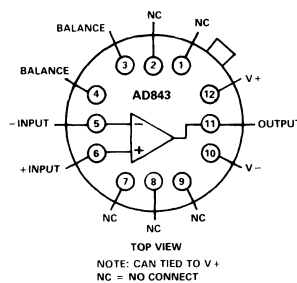 NC
BALANCE
NC
3
2
1
BALANCE
V+
4
AD843
12
-INPUT
5
−
11
OUTPUT
+INPUT
6
+
10
V−
7
8
9
NC
NC
NC
TOP VIEW
NOTE: CAN TIED TO V+
NC = NO CONNECT